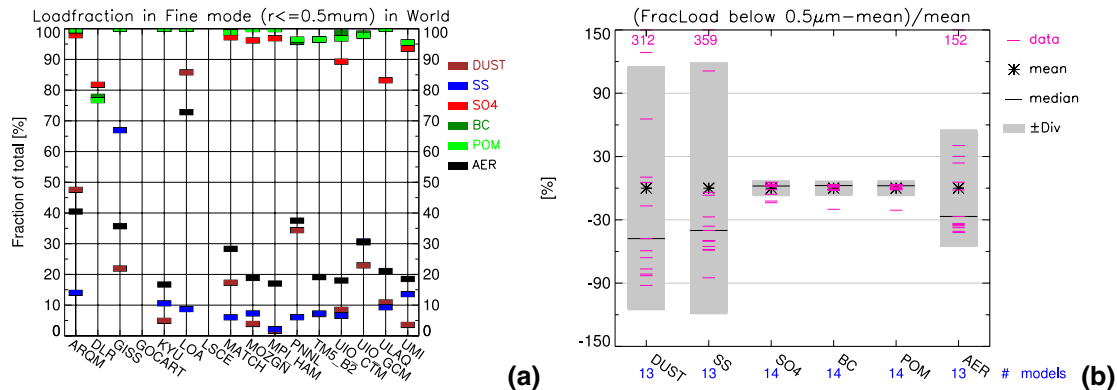 Loadfraction in Fine mode (r<=0.5mum) in World
Fraction of total [%]
100
90
80
70
60
50
40
30
20
10
0
100
90
80
70
60
50
40
30
20
10
0
ARQM
DLR
GISS
GOCART
KYU
LOA
LSCE
MATCH
MOZGN
MPI_HAM
PNNL
TM5_B2
UIO_CTM
UIO_GCM
ULAQ
UMI
DUST
SS
SO4
BC
POM
AER
(a)
(FracLoad below 0.5μm-mean)/mean
[%]
150
90
30
-30
-90
-150
312
359
152
data
mean
median
±Div
DUST
SS
SO4
BC
POM
AER
13
13
14
14
14
13
# models
(b)